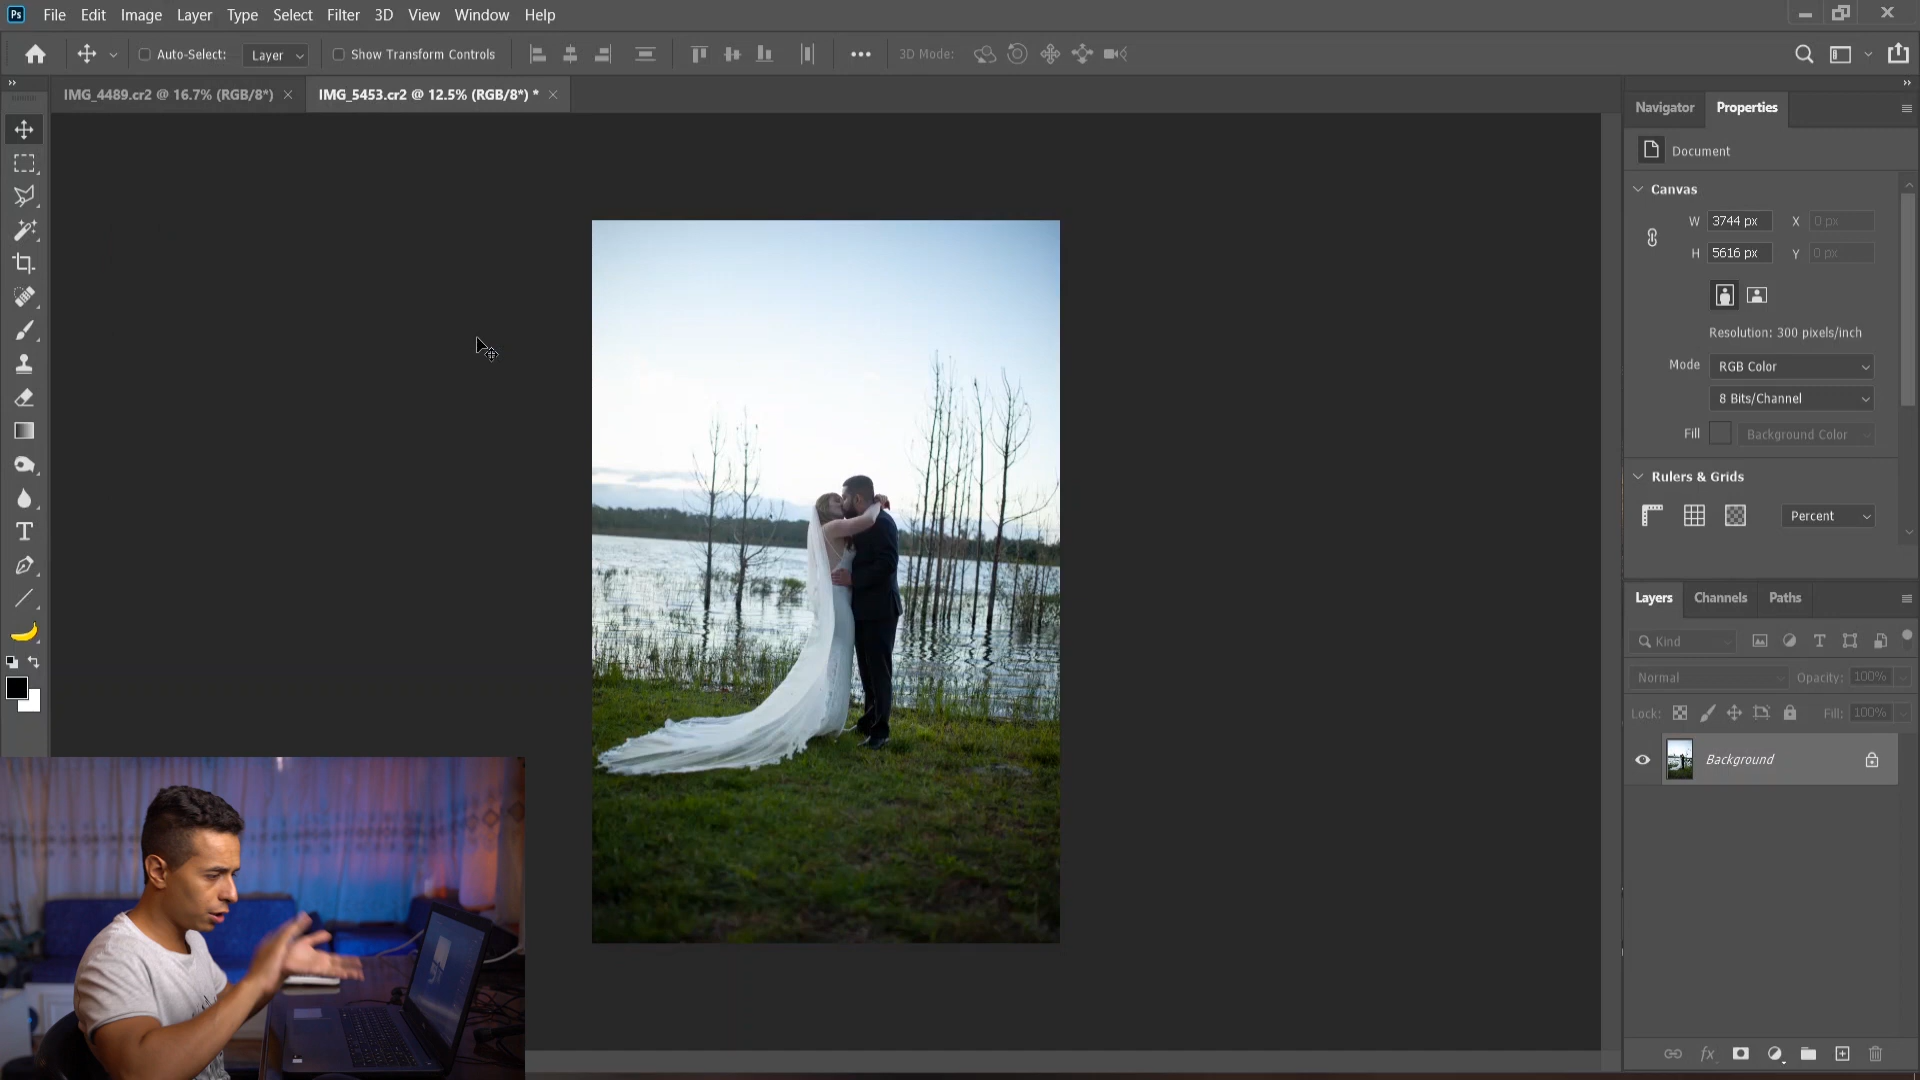 Ps File Edit Image Layer Type Select Filter 3D View Window Help
Auto-Select: Layer Show Transform Controls 3D Mode:
IMG_4489.cr2 @ 16.7% (RGB/8*) IMG_5453.cr2 @ 12.5% (RGB/8*) *
Navigator Properties
Document
Canvas
W 3744 px X 0 px
H 5616 px Y 0 px
Resolution: 300 pixels/inch
Mode RGB Color
8 Bits/Channel
Fill Background Color
Rulers & Grids
Percent
Layers Channels Paths
Kind
Normal Opacity: 100%
Lock: Fill: 100%
Background
fx